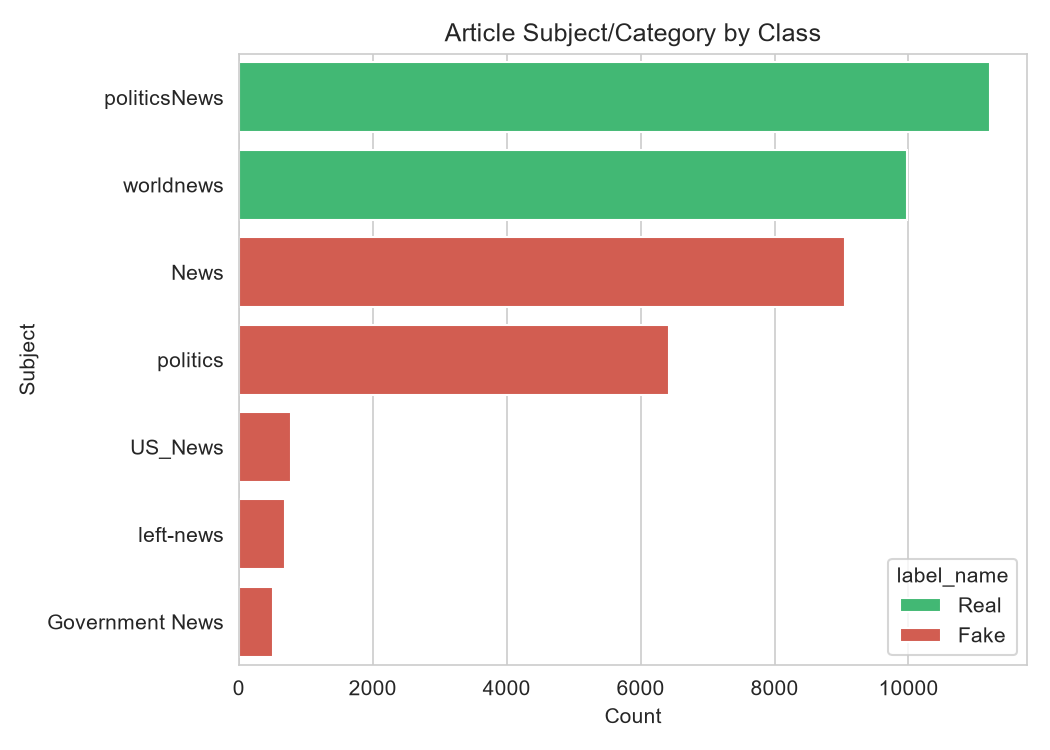 Article Subject/Category by Class
politicsNews
worldnews
News
politics
US_News
left-news
Government News
Subject
0 2000 4000 6000 8000 10000
Count
label_name
Real
Fake